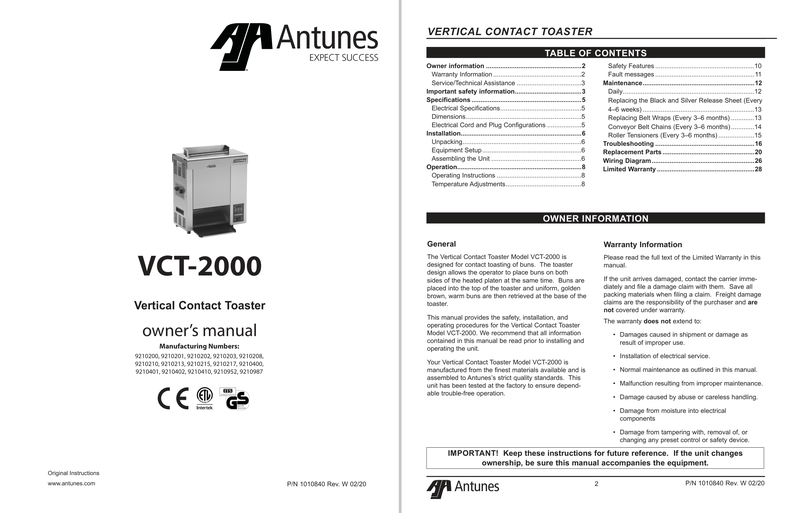 Antunes
EXPECT SUCCESS
VCT-2000
Vertical Contact Toaster
owner's manual
Manufacturing Numbers:
9210200, 9210201, 9210202, 9210203, 9210208,
9210210, 9210213, 9210215, 9210217, 9210400,
9210401, 9210402, 9210410, 9210952, 9210987
CE
ETL
Intertek
GS
Original Instructions
www.antunes.com
P/N 1010840 Rev. W 02/20
VERTICAL CONTACT TOASTER
TABLE OF CONTENTS
Owner information ... 2
Warranty Information ... 2
Service/Technical Assistance ... 3
Important safety information ... 3
Specifications ... 5
Electrical Specifications ... 5
Dimensions ... 5
Electrical Cord and Plug Configurations ... 5
Installation ... 6
Unpacking ... 6
Equipment Setup ... 6
Assembling the Unit ... 6
Operation ... 8
Operating Instructions ... 8
Temperature Adjustments ... 8
Safety Features ... 10
Fault messages ... 11
Maintenance ... 12
Daily ... 12
Replacing the Black and Silver Release Sheet (Every
4–6 weeks) ... 13
Replacing Belt Wraps (Every 3–6 months) ... 13
Conveyor Belt Chains (Every 3–6 months) ... 14
Roller Tensioners (Every 3–6 months) ... 15
Troubleshooting ... 16
Replacement Parts ... 20
Wiring Diagram ... 26
Limited Warranty ... 28
OWNER INFORMATION
General
The Vertical Contact Toaster Model VCT-2000 is
designed for contact toasting of buns. The toaster
design allows the operator to place buns on both
sides of the heated platen at the same time. Buns are
placed into the top of the toaster and uniform, golden
brown, warm buns are then retrieved at the base of the
toaster.
This manual provides the safety, installation, and
operating procedures for the Vertical Contact Toaster
Model VCT-2000. We recommend that all information
contained in this manual be read prior to installing and
operating the unit.
Your Vertical Contact Toaster Model VCT-2000 is
manufactured from the finest materials available and is
assembled to Antunes's strict quality standards. This
unit has been tested at the factory to ensure depend-
able trouble-free operation.
Warranty Information
Please read the full text of the Limited Warranty in this
manual.
If the unit arrives damaged, contact the carrier imme-
diately and file a damage claim with them. Save all
packing materials when filing a claim. Freight damage
claims are the responsibility of the purchaser and are
not covered under warranty.
The warranty does not extend to:
• Damages caused in shipment or damage as
result of improper use.
• Installation of electrical service.
• Normal maintenance as outlined in this manual.
• Malfunction resulting from improper maintenance.
• Damage caused by abuse or careless handling.
• Damage from moisture into electrical
components
• Damage from tampering with, removal of, or
changing any preset control or safety device.
IMPORTANT! Keep these instructions for future reference. If the unit changes
ownership, be sure this manual accompanies the equipment.
Antunes
2
P/N 1010840 Rev. W 02/20